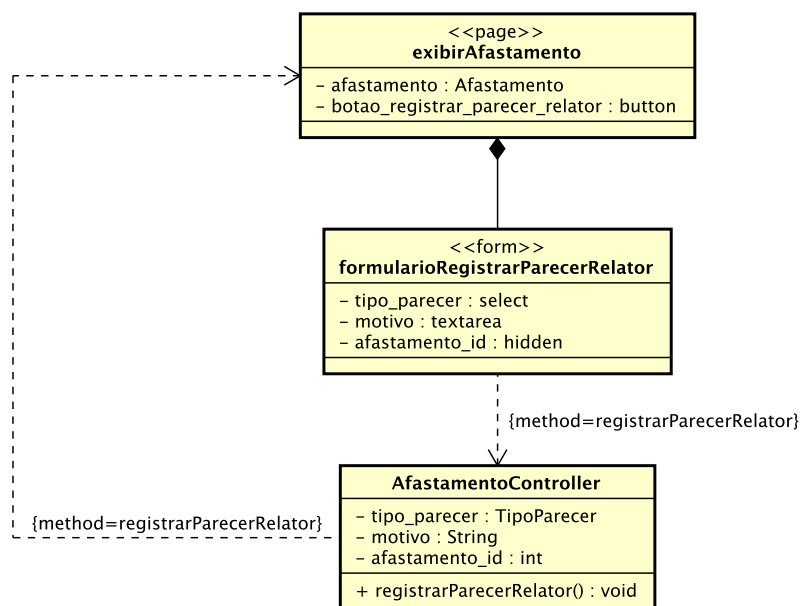 <<page>>
exibirAfastamento
– afastamento : Afastamento
– botao_registrar_parecer_relator : button
<<form>>
formularioRegistrarParecerRelator
– tipo_parecer : select
– motivo : textarea
– afastamento_id : hidden
{method=registrarParecerRelator}
AfastamentoController
– tipo_parecer : TipoParecer
– motivo : String
– afastamento_id : int
+ registrarParecerRelator() : void
{method=registrarParecerRelator}